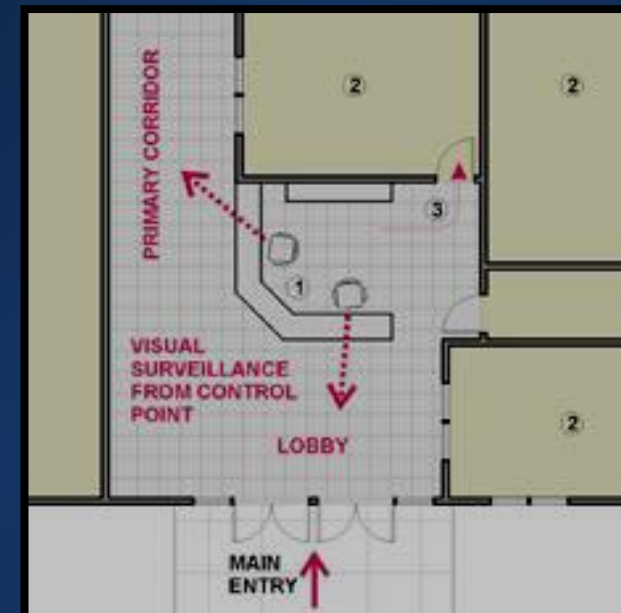 PRIMARY CORRIDOR
2
2
3
1
VISUAL
SURVEILLANCE
FROM CONTROL
POINT
LOBBY
2
MAIN
ENTRY